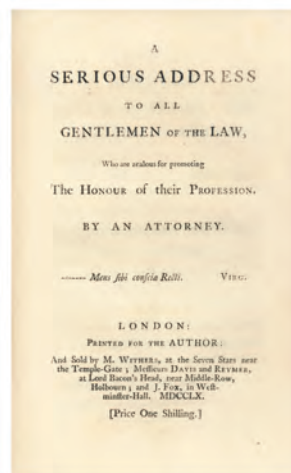 A
SERIOUS ADDRESS
TO ALL
GENTLEMEN OF THE LAW,
Who are zealous for promoting
The HONOUR of their PROFESSION.
BY AN ATTORNEY.
------- Mens ſibi conſcia Recti. VIRG.
LONDON:
PRINTED FOR THE AUTHOR:
And Sold by M. WITHERS, at the Seven Stars near
the Temple-Gate; Meſſieurs DAVIS and REYMER,
at Lord Bacon's Head, near Middle-Row,
Holbourn; and J. FOX, in Weſt-
minſter-Hall. MDCCLX.
[Price One Shilling.]